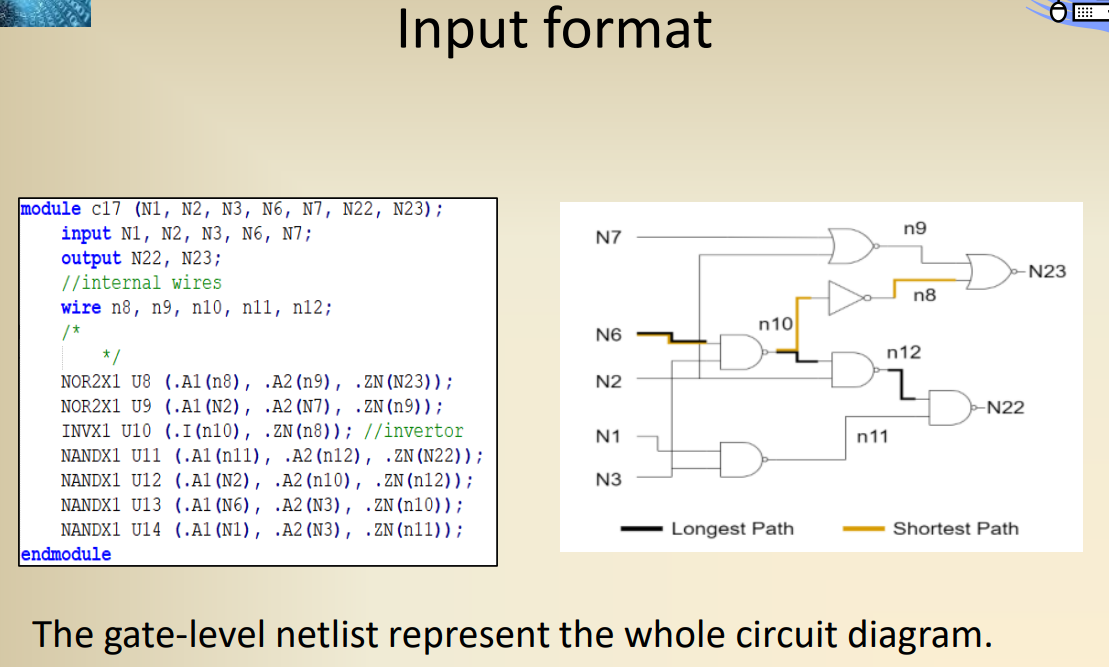 Input format
module c17 (N1, N2, N3, N6, N7, N22, N23);
input N1, N2, N3, N6, N7;
output N22, N23;
//internal wires
wire n8, n9, n10, n11, n12;
/*
*/
NOR2X1 U8 (.A1(n8), .A2(n9), .ZN(N23));
NOR2X1 U9 (.A1(N2), .A2(N7), .ZN(n9));
INVX1 U10 (.I(n10), .ZN(n8)); //invertor
NANDX1 U11 (.A1(n11), .A2(n12), .ZN(N22));
NANDX1 U12 (.A1(N2), .A2(n10), .ZN(n12));
NANDX1 U13 (.A1(N6), .A2(N3), .ZN(n10));
NANDX1 U14 (.A1(N1), .A2(N3), .ZN(n11));
endmodule
N7
n9
N23
n8
n10
N6
n12
N2
N22
N1
n11
N3
Longest Path
Shortest Path
The gate-level netlist represent the whole circuit diagram.